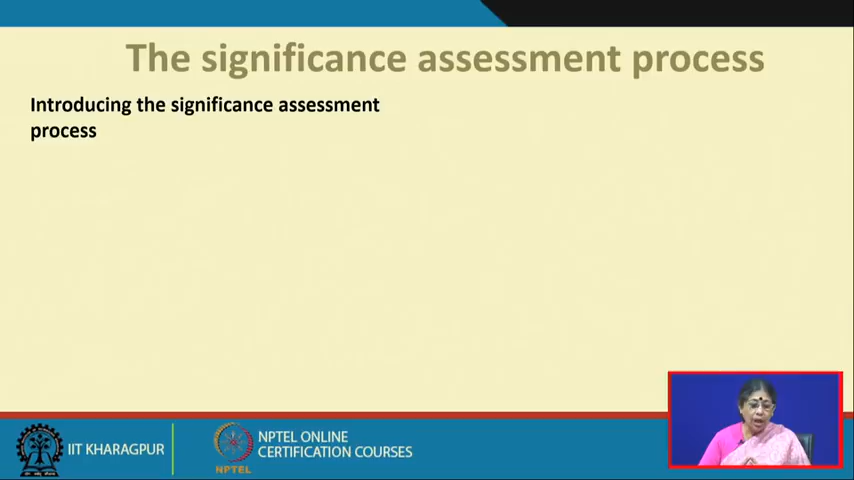 The significance assessment process
Introducing the significance assessment
process
IIT KHARAGPUR
NPTEL
NPTEL ONLINE
CERTIFICATION COURSES